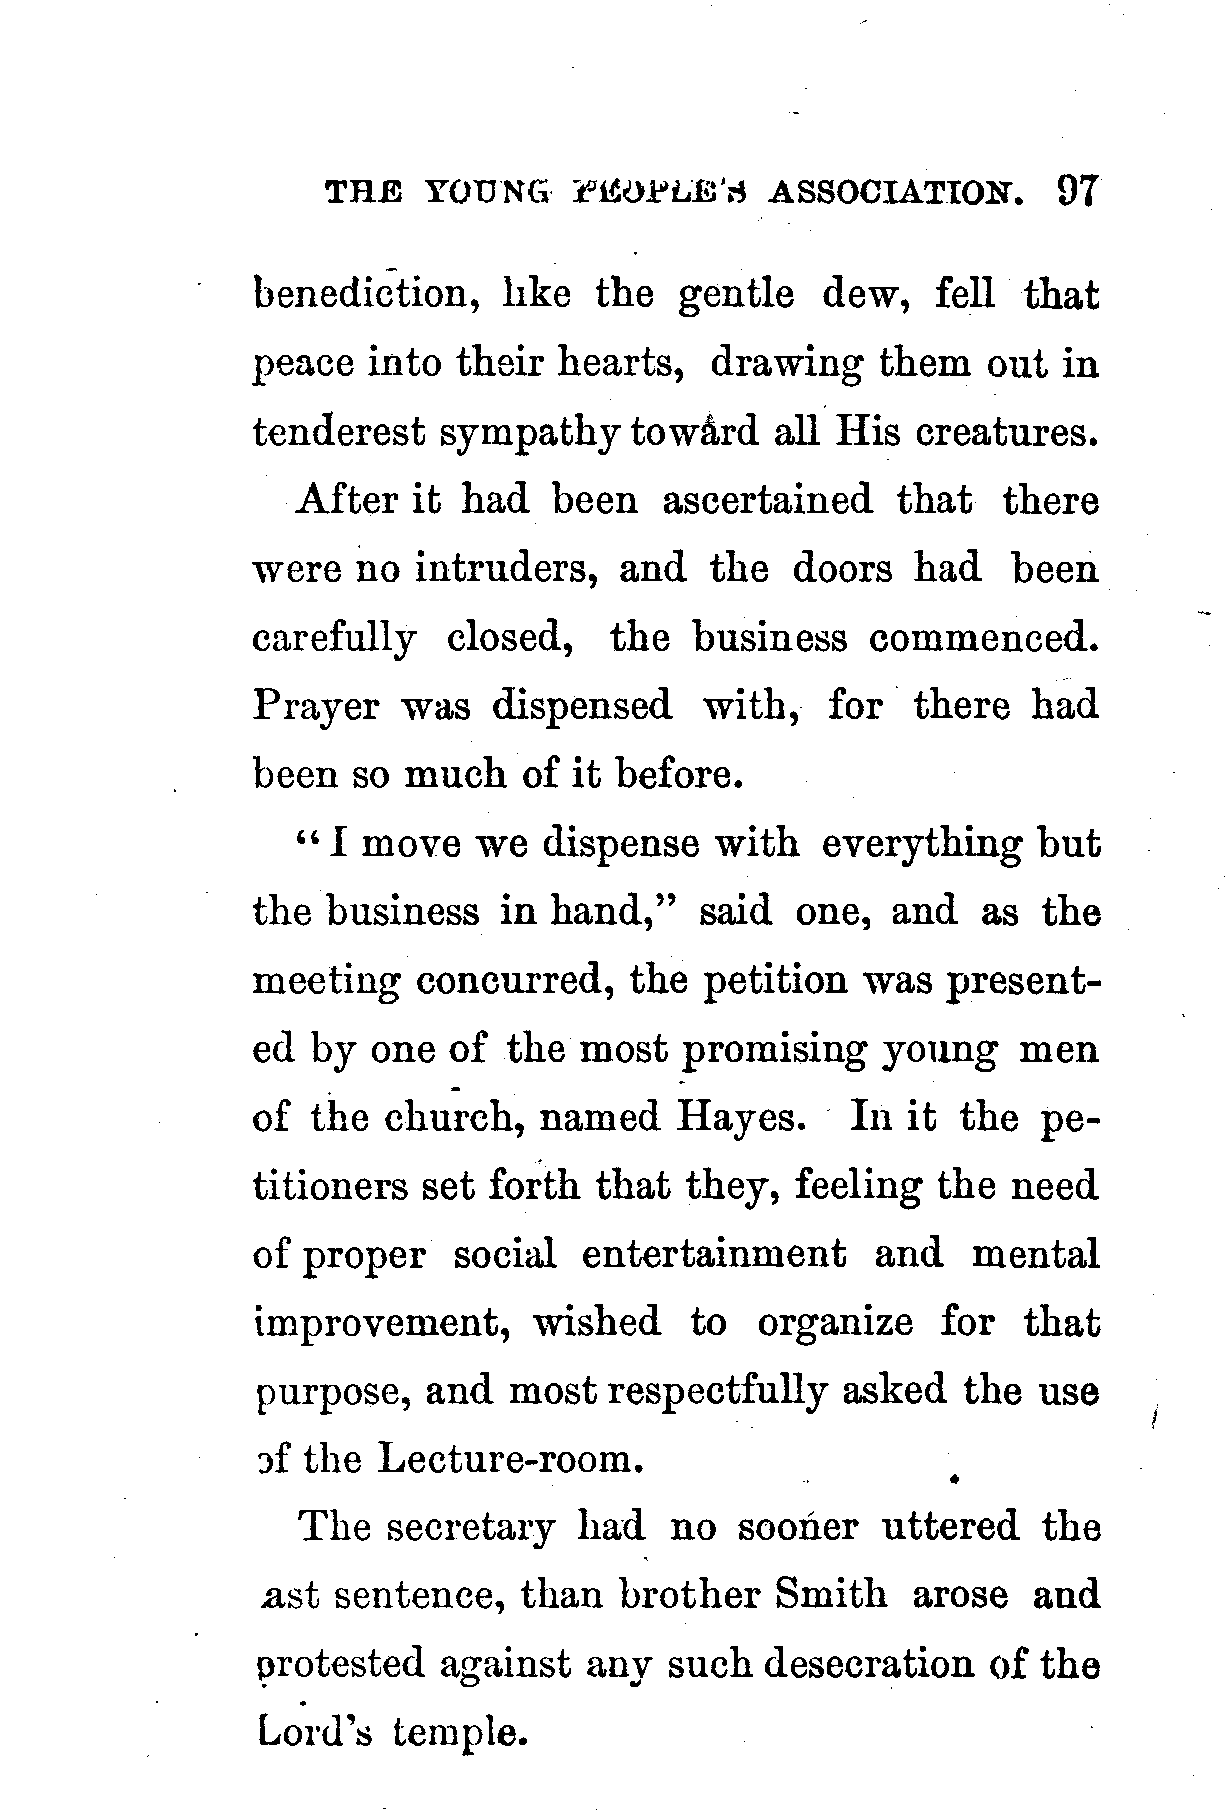 THE YOUNG PEOPLE'S ASSOCIATION. 97
benediction, like the gentle dew, fell that
peace into their hearts, drawing them out in
tenderest sympathy toward all His creatures.
After it had been ascertained that there
were no intruders, and the doors had been
carefully closed, the business commenced.
Prayer was dispensed with, for there had
been so much of it before.
“ I move we dispense with everything but
the business in hand,” said one, and as the
meeting concurred, the petition was present-
ed by one of the most promising young men
of the church, named Hayes. In it the pe-
titioners set forth that they, feeling the need
of proper social entertainment and mental
improvement, wished to organize for that
purpose, and most respectfully asked the use
of the Lecture-room.
The secretary had no sooner uttered the
ast sentence, than brother Smith arose and
protested against any such desecration of the
Lord's temple.